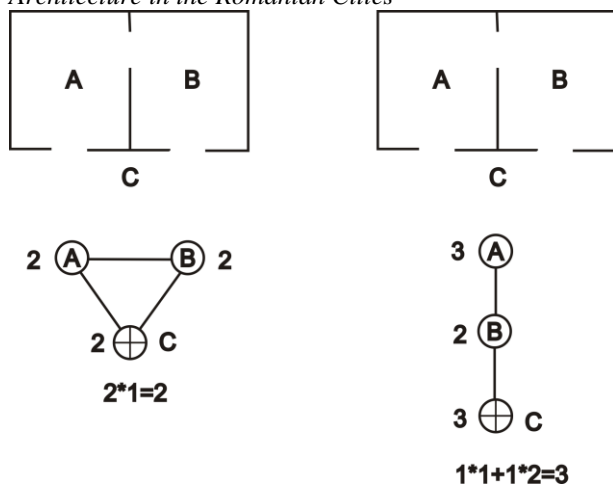 Architecture in the Romanian Cities
A B A B
C C
2 A B 2 3 A
2 B
2 C
2*1=2
3 C
1*1+1*2=3